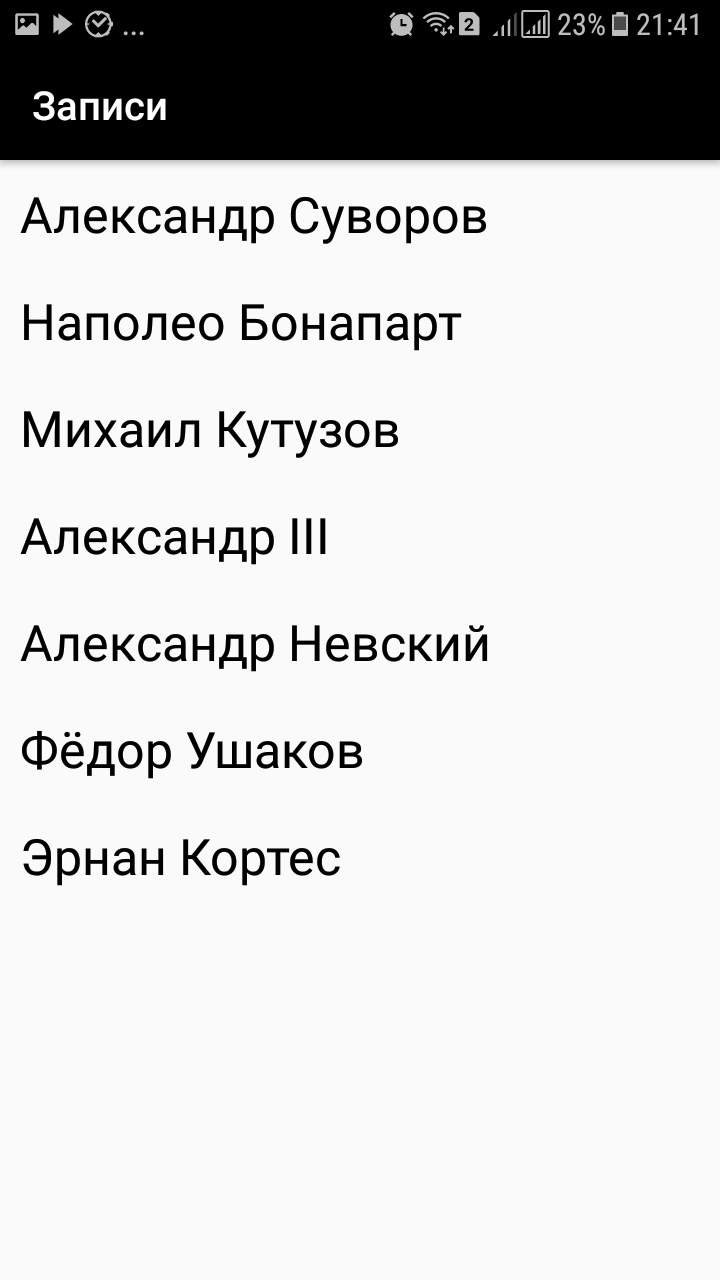 ... 2 23% 21:41
Записи
Александр Суворов
Наполео Бонапарт
Михаил Кутузов
Александр III
Александр Невский
Фёдор Ушаков
Эрнан Кортес